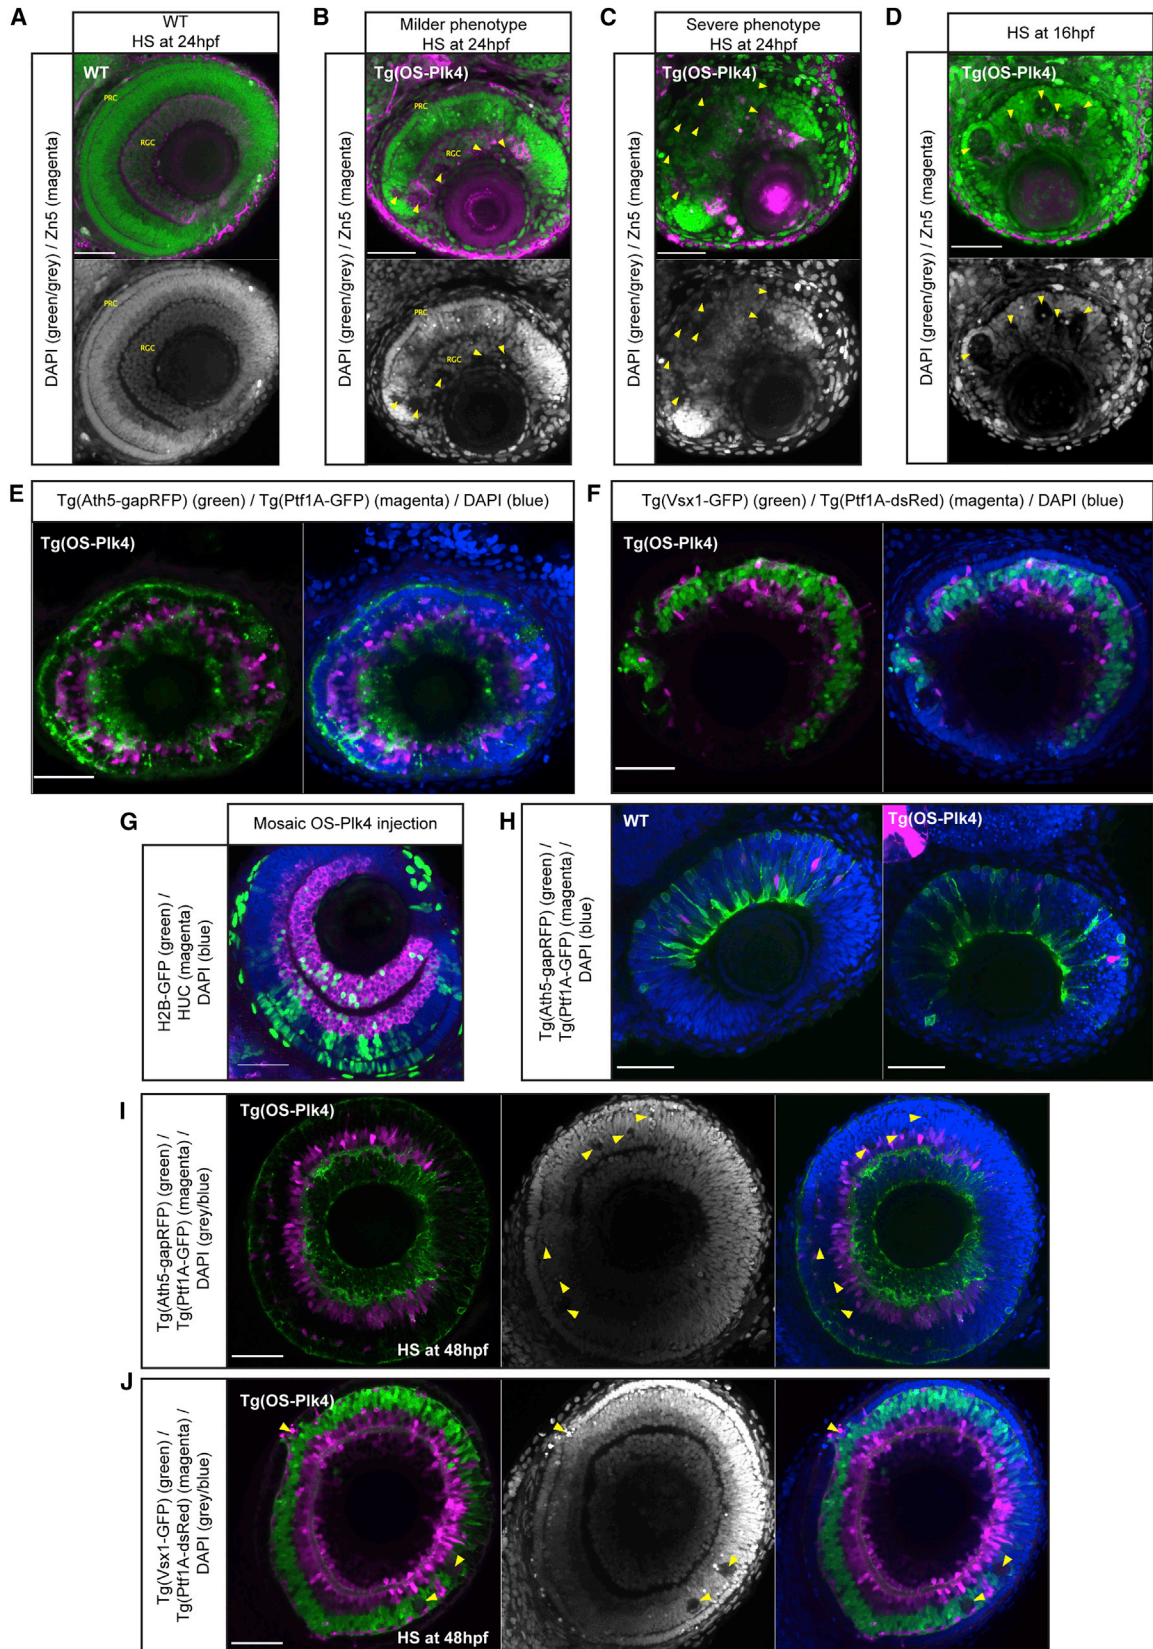 A
WT
HS at 24hpf
DAPI (green/grey) / Zn5 (magenta)
WT
PRC
RGC
PRC
RGC
B
Milder phenotype
HS at 24hpf
DAPI (green/grey) / Zn5 (magenta)
Tg(OS-Plk4)
PRC
RGC
PRC
RGC
C
Severe phenotype
HS at 24hpf
DAPI (green/grey) / Zn5 (magenta)
Tg(OS-Plk4)
D
HS at 16hpf
DAPI (green/grey) / Zn5 (magenta)
Tg(OS-Plk4)
E
Tg(Ath5-gapRFP) (green) / Tg(Ptf1A-GFP) (magenta) / DAPI (blue)
Tg(OS-Plk4)
F
Tg(Vsx1-GFP) (green) / Tg(Ptf1A-dsRed) (magenta) / DAPI (blue)
Tg(OS-Plk4)
G
Mosaic OS-Plk4 injection
H2B-GFP (green) /
HUC (magenta)
DAPI (blue)
H
Tg(Ath5-gapRFP) (green) /
Tg(Ptf1A-GFP) (magenta) /
DAPI (blue)
WT
Tg(OS-Plk4)
I
Tg(Ath5-gapRFP) (green) /
Tg(Ptf1A-GFP) (magenta) /
DAPI (grey/blue)
Tg(OS-Plk4)
HS at 48hpf
J
Tg(Vsx1-GFP) (green) /
Tg(Ptf1A-dsRed) (magenta) /
DAPI (grey/blue)
Tg(OS-Plk4)
HS at 48hpf